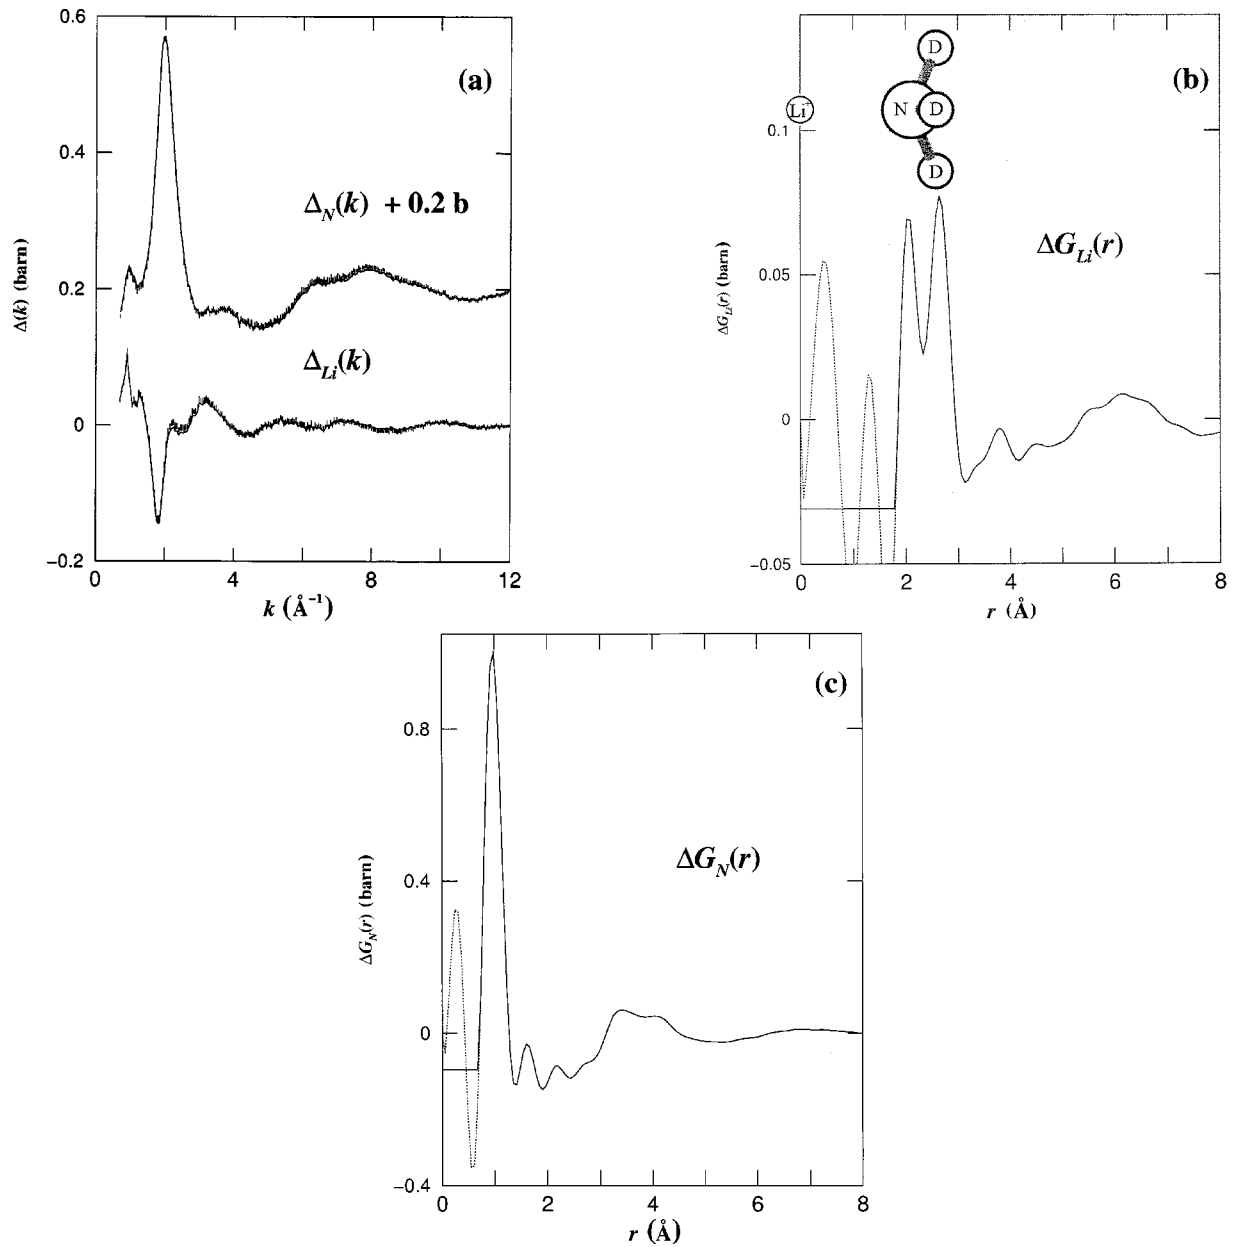 (a)
0.6
0.4
0.2
0
−0.2
Δ(k) (barn)
Δ_N(k) + 0.2 b
Δ_Li(k)
0 4 8 12
k (Å⁻¹)
(b)
Li
N
D
D
D
0.1
0.05
0
−0.05
ΔG_Li(r) (barn)
ΔG_Li(r)
0 2 4 6 8
r (Å)
(c)
0.8
0.4
0
−0.4
ΔG_N(r) (barn)
ΔG_N(r)
0 2 4 6 8
r (Å)